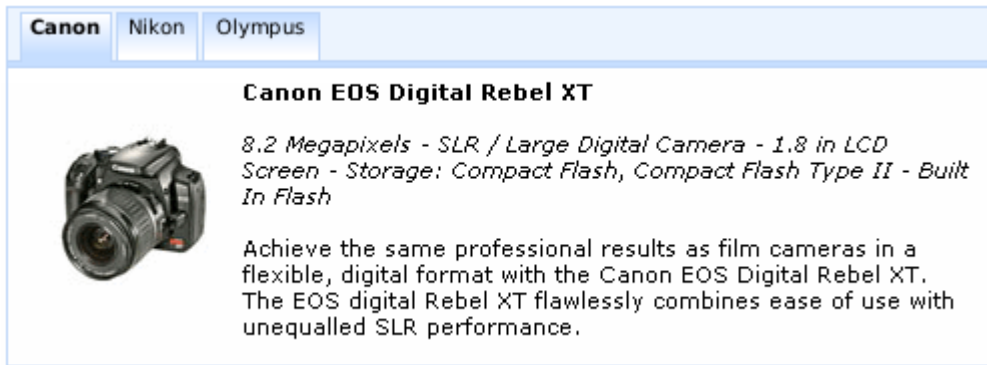 Canon Nikon Olympus
Canon EOS Digital Rebel XT
8.2 Megapixels - SLR / Large Digital Camera - 1.8 in LCD
Screen - Storage: Compact Flash, Compact Flash Type II - Built
In Flash
Achieve the same professional results as film cameras in a
flexible, digital format with the Canon EOS Digital Rebel XT.
The EOS digital Rebel XT flawlessly combines ease of use with
unequalled SLR performance.